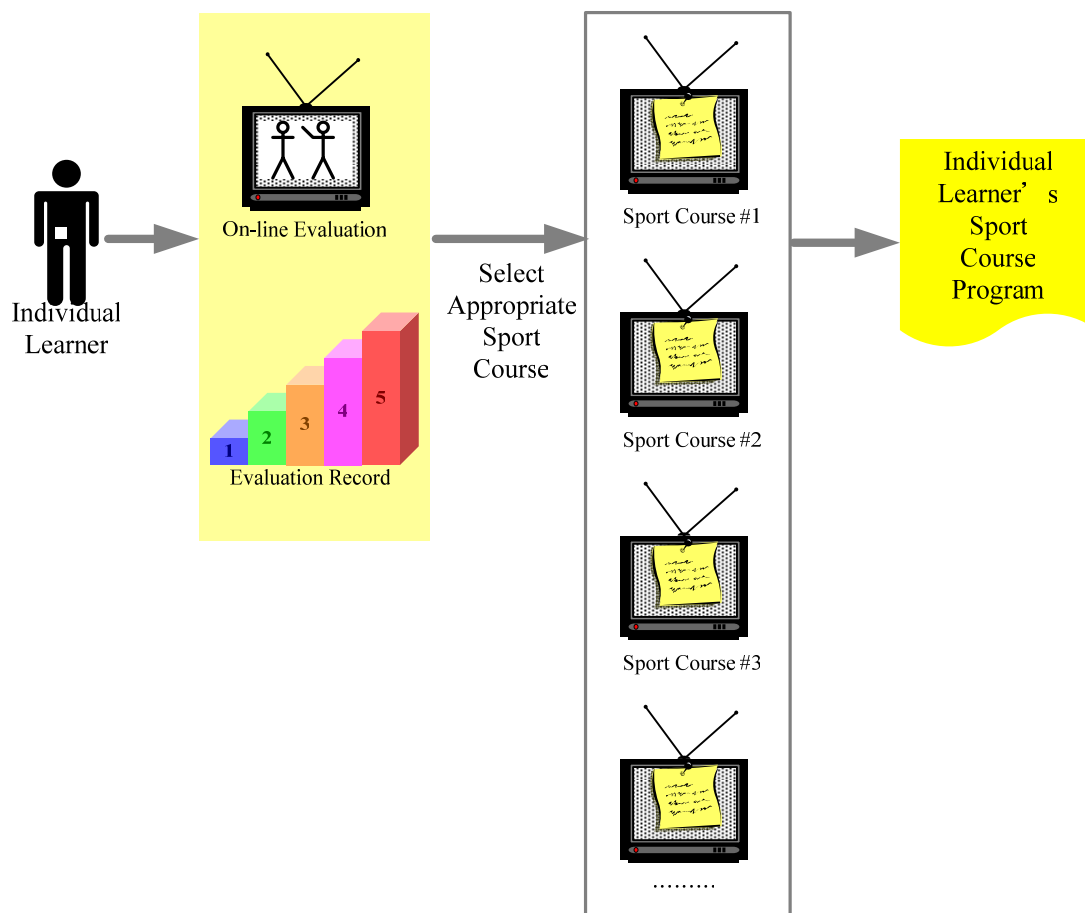 Individual
Learner
On-line Evaluation
1
2
3
4
5
Evaluation Record
Select
Appropriate
Sport
Course
Sport Course #1
Sport Course #2
Sport Course #3
.........
Individual
Learner’ s
Sport
Course
Program